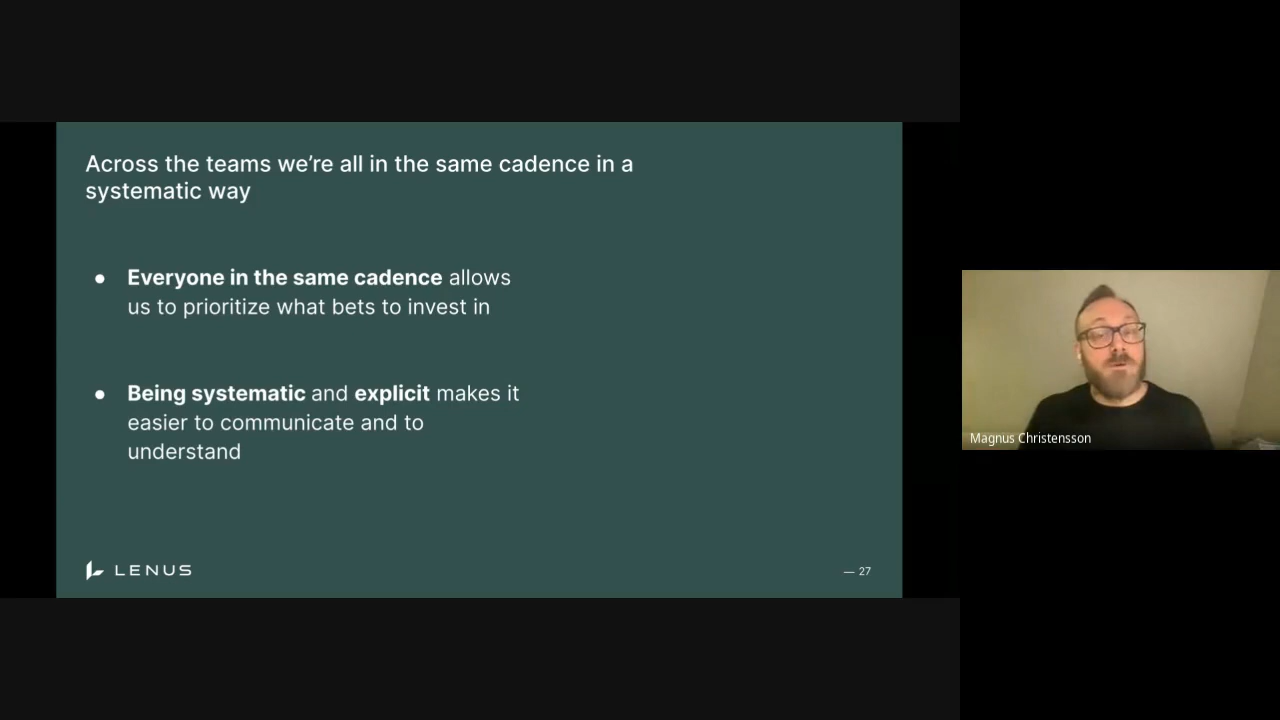 Across the teams we’re all in the same cadence in a
systematic way
● Everyone in the same cadence allows
us to prioritize what bets to invest in
● Being systematic and explicit makes it
easier to communicate and to
understand
LENUS
— 27
Magnus Christensson